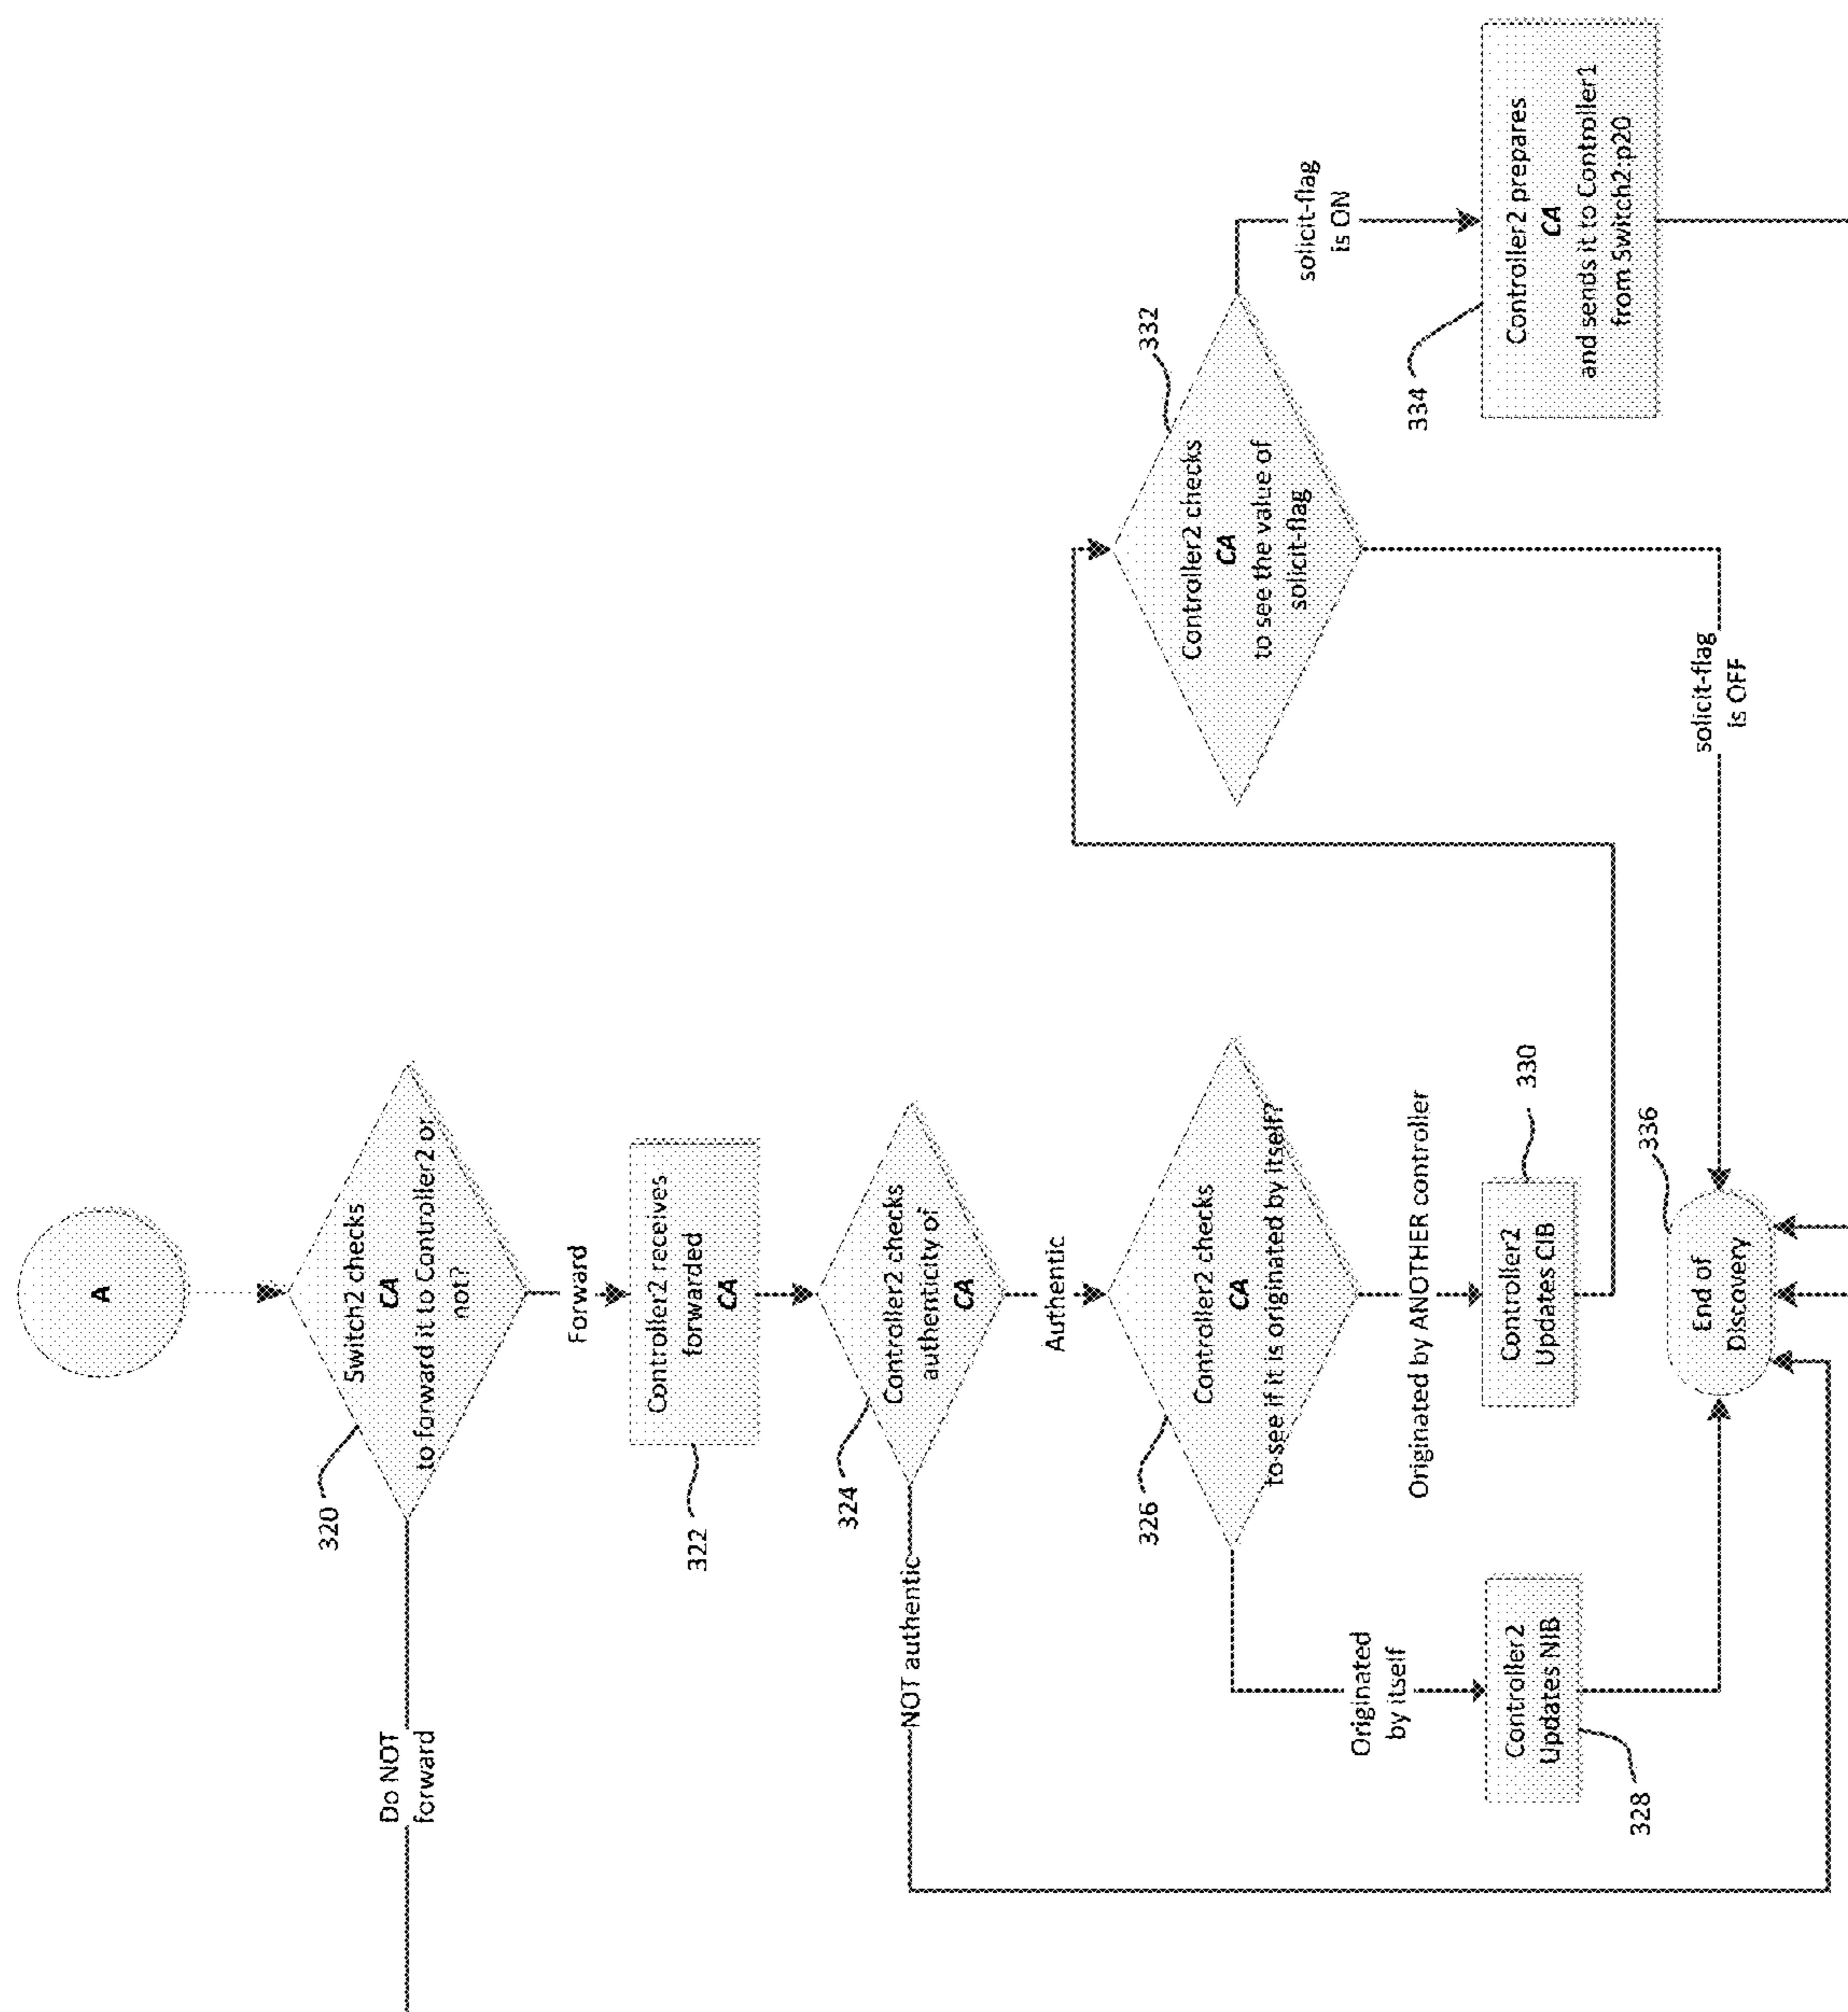 A
Switch2 checks
CA
to forward it to Controller2 or
not?
320
Do NOT
forward
Forward
Controller2 receives
forwarded
CA
322
Controller2 checks
authenticity of
CA
324
NOT authentic
Authentic
Controller2 checks
CA
to see if it is originated by itself?
326
Originated
by itself
Originated by ANOTHER controller
Controller2
Updates NIB
328
Controller2
Updates CIB
330
Controller2 checks
CA
to see the value of
solicit-flag
332
solicit-flag
is ON
solicit-flag
is OFF
Controller2 prepares
CA
and sends it to Controller1
from Switch2:p20
334
End of
Discovery
336